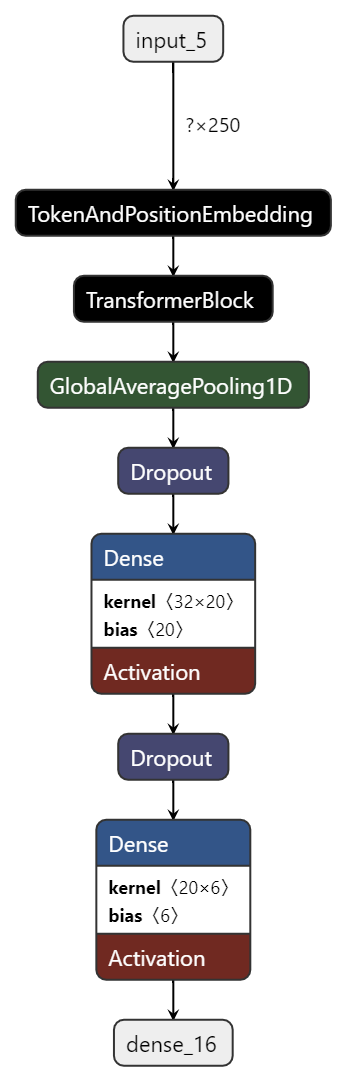 input_5
?×250
TokenAndPositionEmbedding
TransformerBlock
GlobalAveragePooling1D
Dropout
Dense
kernel〈32×20〉
bias〈20〉
Activation
Dropout
Dense
kernel〈20×6〉
bias〈6〉
Activation
dense_16